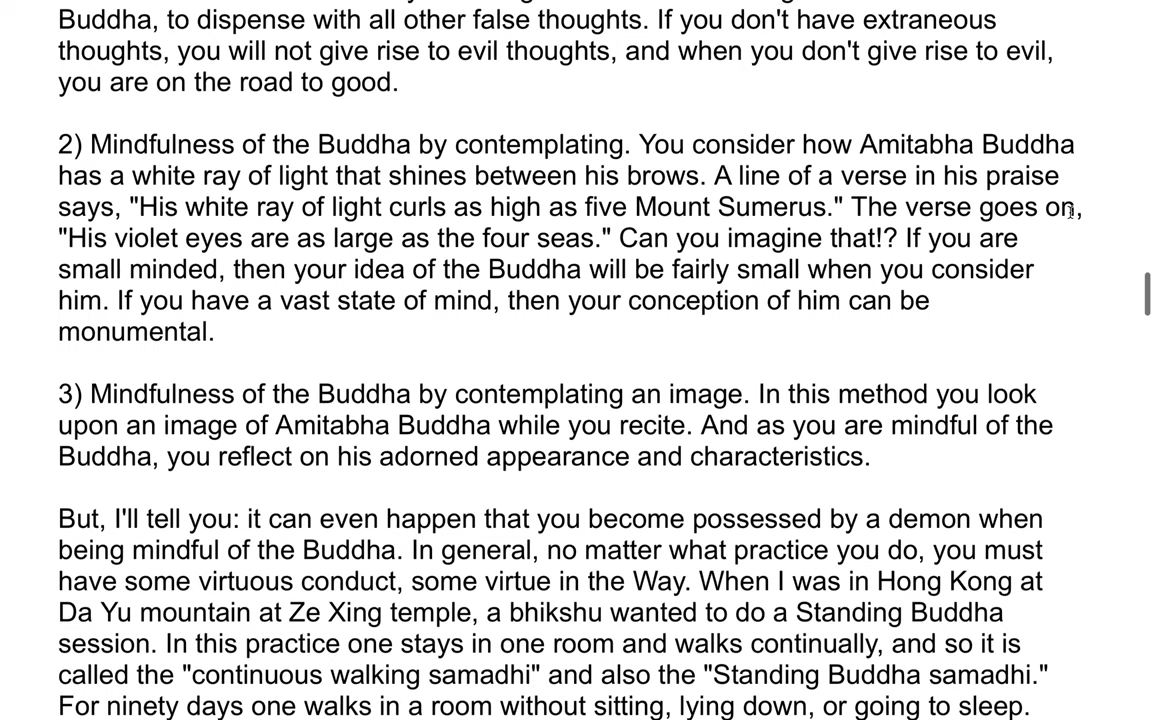 Buddha, to dispense with all other false thoughts. If you don't have extraneous
thoughts, you will not give rise to evil thoughts, and when you don't give rise to evil,
you are on the road to good.
2) Mindfulness of the Buddha by contemplating. You consider how Amitabha Buddha
has a white ray of light that shines between his brows. A line of a verse in his praise
says, "His white ray of light curls as high as five Mount Sumerus." The verse goes on,
"His violet eyes are as large as the four seas." Can you imagine that!? If you are
small minded, then your idea of the Buddha will be fairly small when you consider
him. If you have a vast state of mind, then your conception of him can be
monumental.
3) Mindfulness of the Buddha by contemplating an image. In this method you look
upon an image of Amitabha Buddha while you recite. And as you are mindful of the
Buddha, you reflect on his adorned appearance and characteristics.
But, I'll tell you: it can even happen that you become possessed by a demon when
being mindful of the Buddha. In general, no matter what practice you do, you must
have some virtuous conduct, some virtue in the Way. When I was in Hong Kong at
Da Yu mountain at Ze Xing temple, a bhikshu wanted to do a Standing Buddha
session. In this practice one stays in one room and walks continually, and so it is
called the "continuous walking samadhi" and also the "Standing Buddha samadhi."
For ninety days one walks in a room without sitting, lying down, or going to sleep.